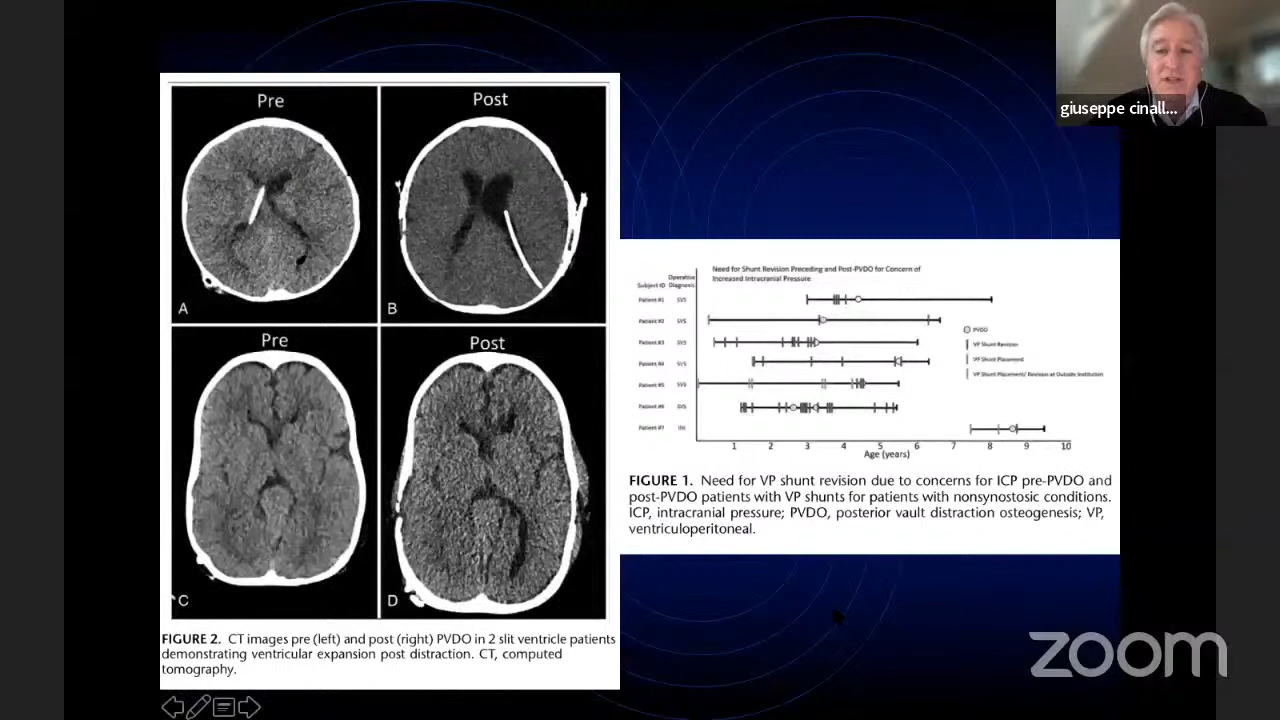 giuseppe cinall...
Pre
Post
A
B
Pre
Post
C
D
FIGURE 2. CT images pre (left) and post (right) PVDO in 2 slit ventricle patients
demonstrating ventricular expansion post distraction. CT, computed
tomography.
Need for Shunt Revision Preceding and Post-PVDO for Concern of
Increased Intracranial Pressure
Operative
Subject ID Diagnosis
Patient #1 SVS
Patient #2 SVS
Patient #3 SVS
Patient #4 SVS
Patient #5 SVS
Patient #6 SVS
Patient #7
PVDO
VP Shunt Revision
VP Shunt Placement
VP Shunt Placement/ Revision at Outside Institution
1 2 3 4 5 6 7 8 9 10
Age (years)
FIGURE 1. Need for VP shunt revision due to concerns for ICP pre-PVDO and
post-PVDO patients with VP shunts for patients with nonsynostosic conditions.
ICP, intracranial pressure; PVDO, posterior vault distraction osteogenesis; VP,
ventriculoperitoneal.
zoom